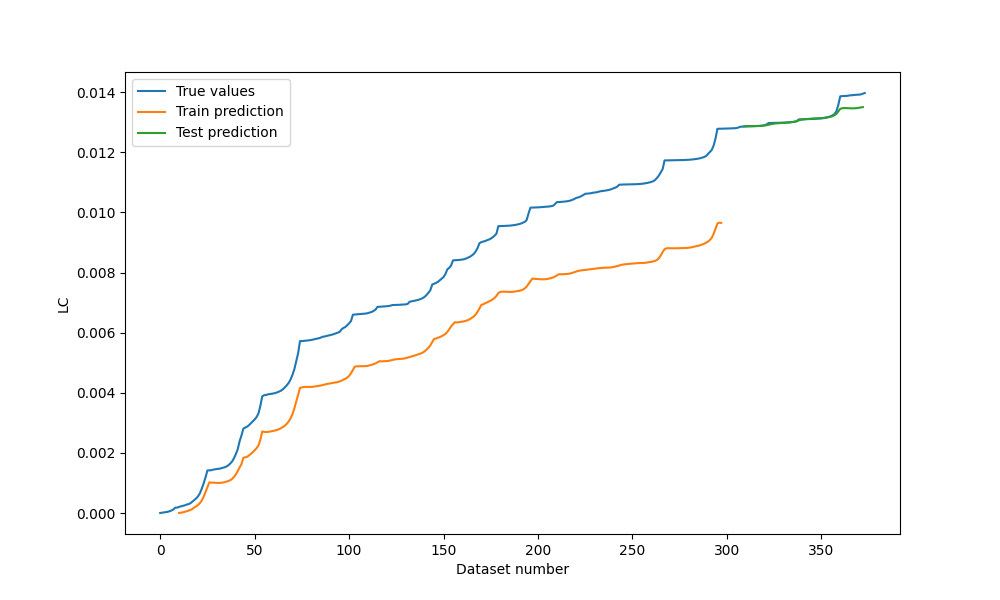 True values
Train prediction
Test prediction
0.014
0.012
0.010
0.008
0.006
0.004
0.002
0.000
LC
0 50 100 150 200 250 300 350
Dataset number